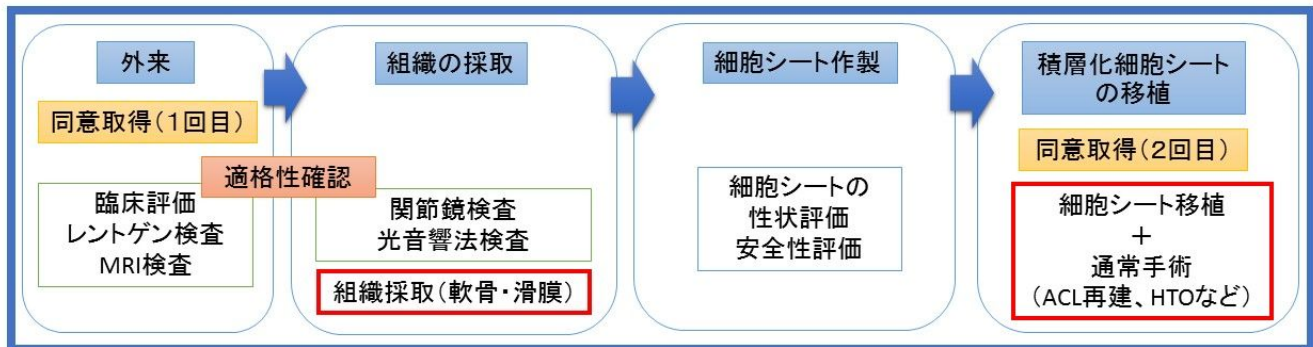 外来
同意取得(1回目)
適格性確認
臨床評価
レントゲン検査
MRI検査
組織の採取
関節鏡検査
光音響法検査
組織採取(軟骨・滑膜)
細胞シート作製
細胞シートの
性状評価
安全性評価
積層化細胞シート
の移植
同意取得(2回目)
細胞シート移植
+
通常手術
(ACL再建、HTOなど)